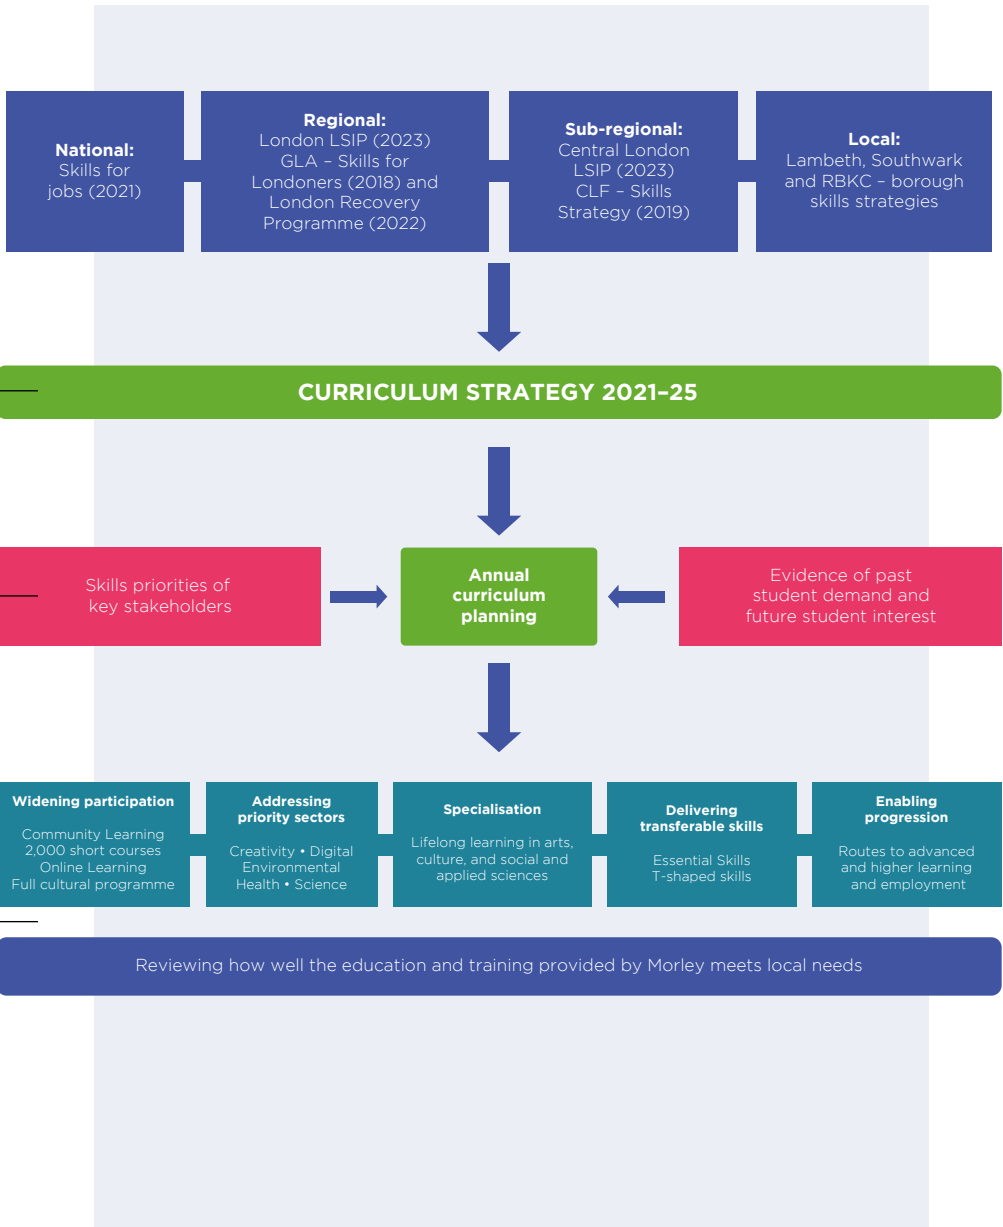 National:
Skills for
jobs (2021)
Regional:
London LSIP (2023)
GLA – Skills for
Londoners (2018) and
London Recovery
Programme (2022)
Sub-regional:
Central London
LSIP (2023)
CLF – Skills
Strategy (2019)
Local:
Lambeth, Southwark
and RBKC – borough
skills strategies
CURRICULUM STRATEGY 2021–25
Skills priorities of
key stakeholders
Annual
curriculum
planning
Evidence of past
student demand and
future student interest
Widening participation
Community Learning
2,000 short courses
Online Learning
Full cultural programme
Addressing
priority sectors
Creativity • Digital
Environmental
Health • Science
Specialisation
Lifelong learning in arts,
culture, and social and
applied sciences
Delivering
transferable skills
Essential Skills
T-shaped skills
Enabling
progression
Routes to advanced
and higher learning
and employment
Reviewing how well the education and training provided by Morley meets local needs